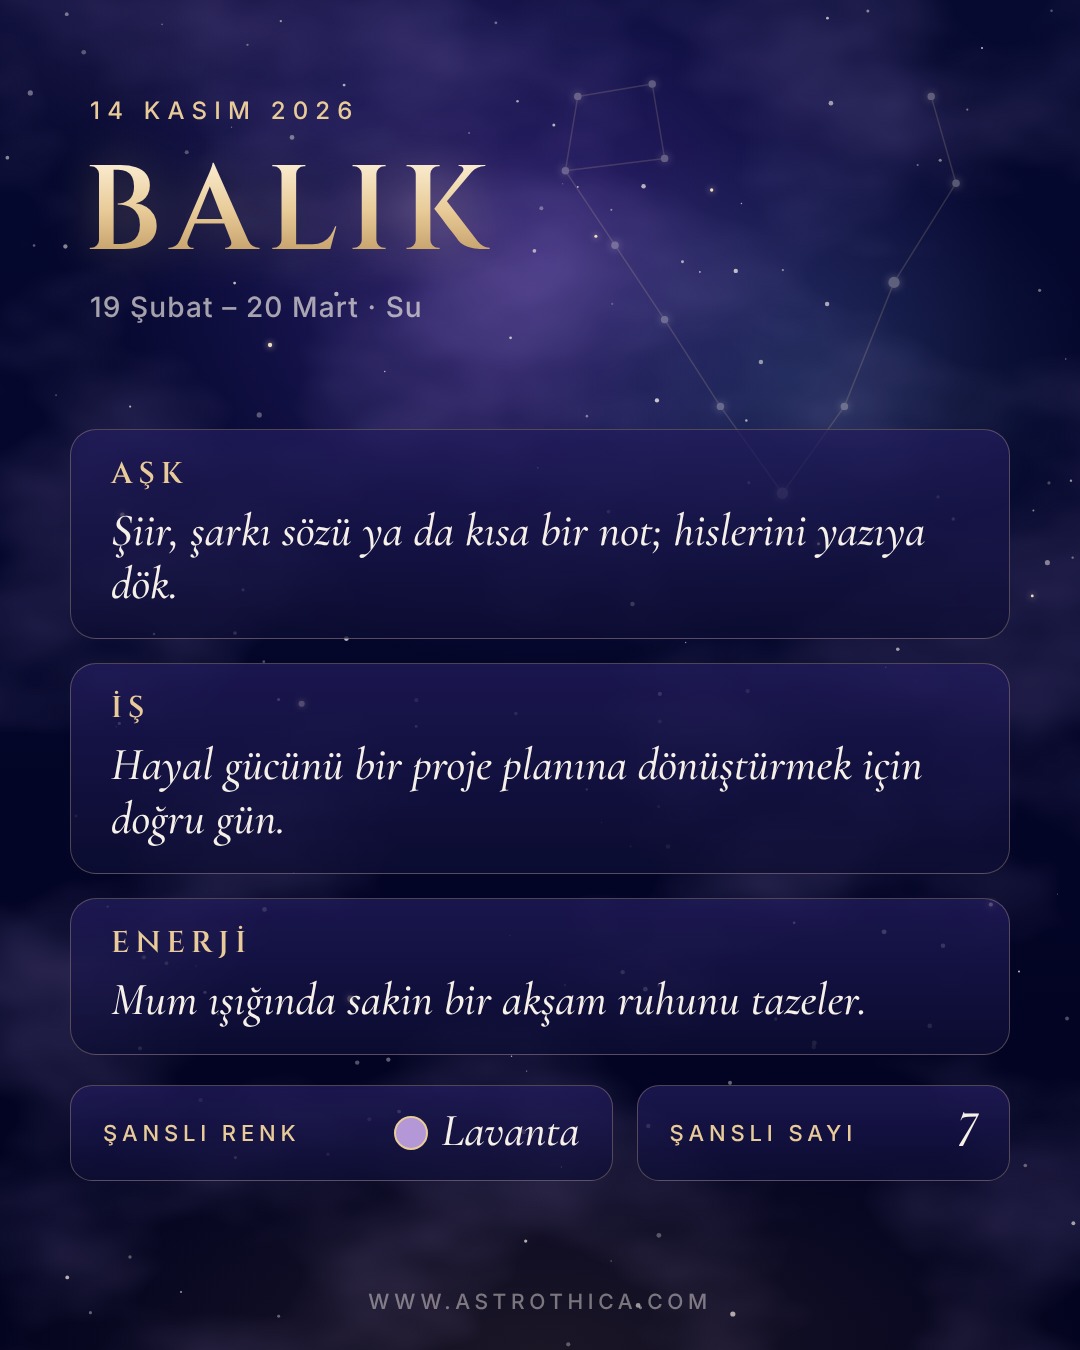 14 KASIM 2026
BALIK
19 Şubat – 20 Mart · Su
AŞK
Şiir, şarkı sözü ya da kısa bir not; hislerini yazıya
dök.
İŞ
Hayal gücünü bir proje planına dönüştürmek için
doğru gün.
ENERJİ
Mum ışığında sakin bir akşam ruhunu tazeler.
ŞANSLI RENK
Lavanta
ŞANSLI SAYI
7
WWW.ASTROTHICA.COM